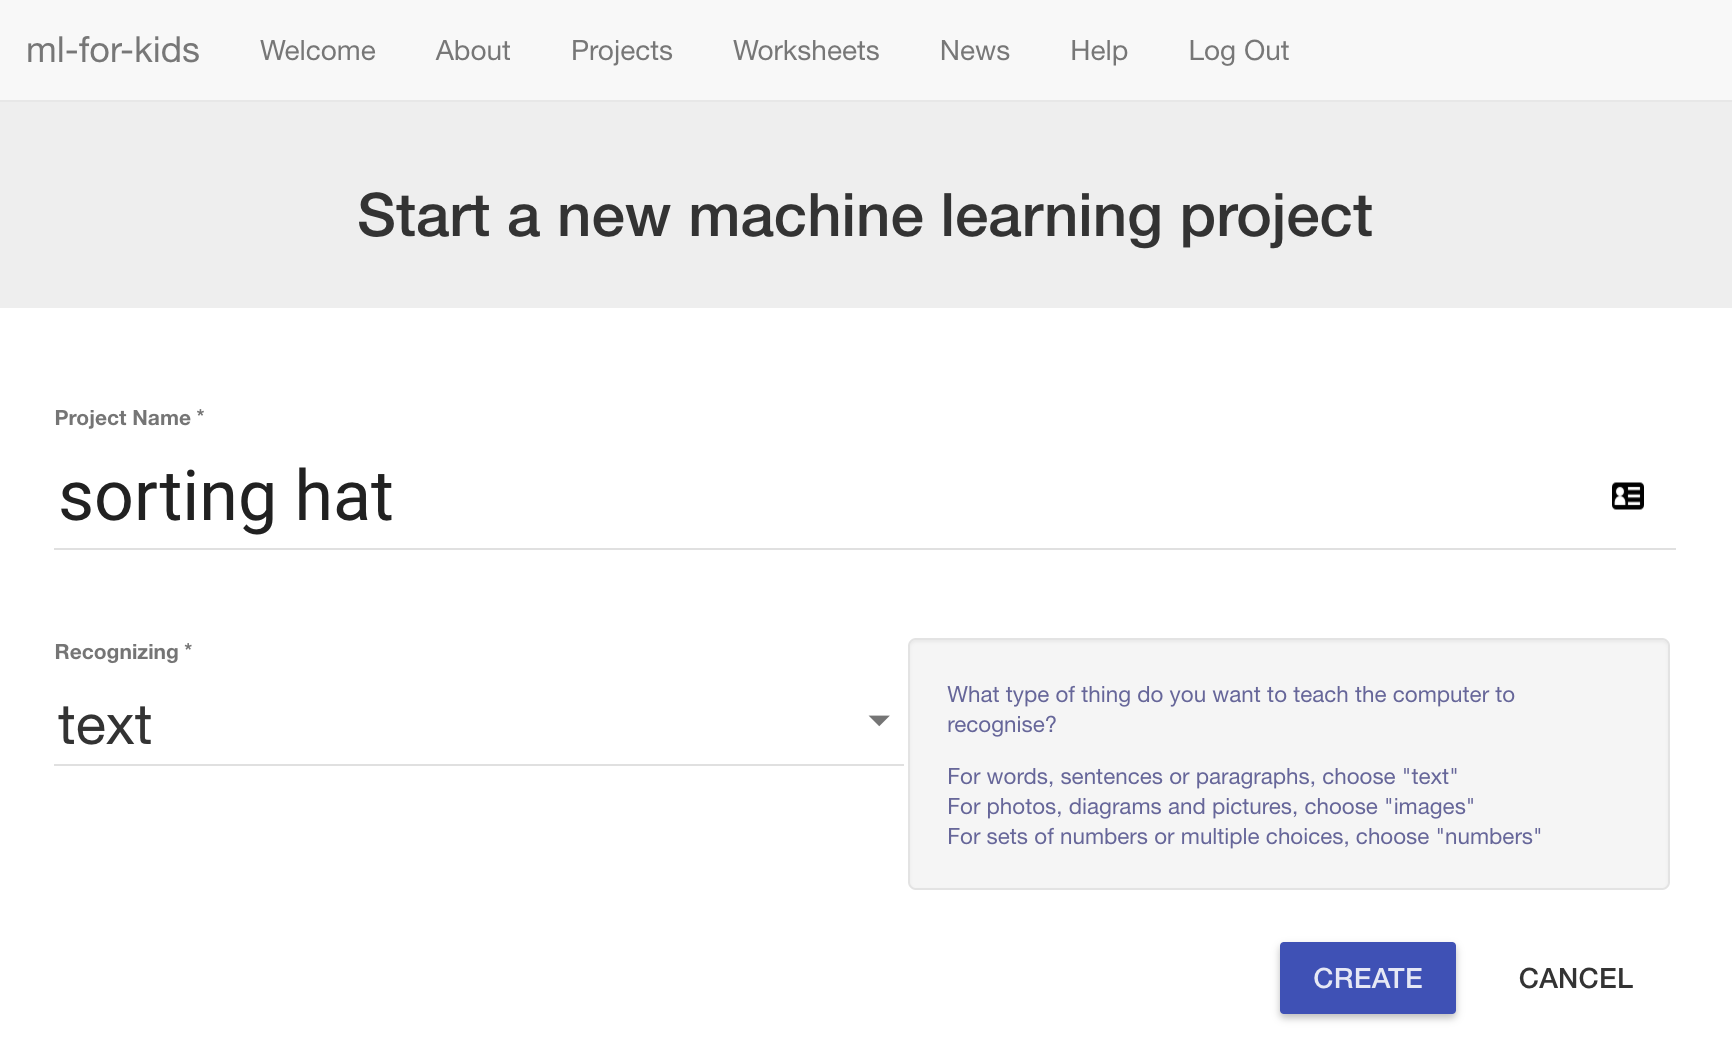 ml-for-kids Welcome About Projects Worksheets News Help Log Out
Start a new machine learning project
Project Name *
sorting hat
Recognizing *
text
What type of thing do you want to teach the computer to
recognise?
For words, sentences or paragraphs, choose "text"
For photos, diagrams and pictures, choose "images"
For sets of numbers or multiple choices, choose "numbers"
CREATE CANCEL